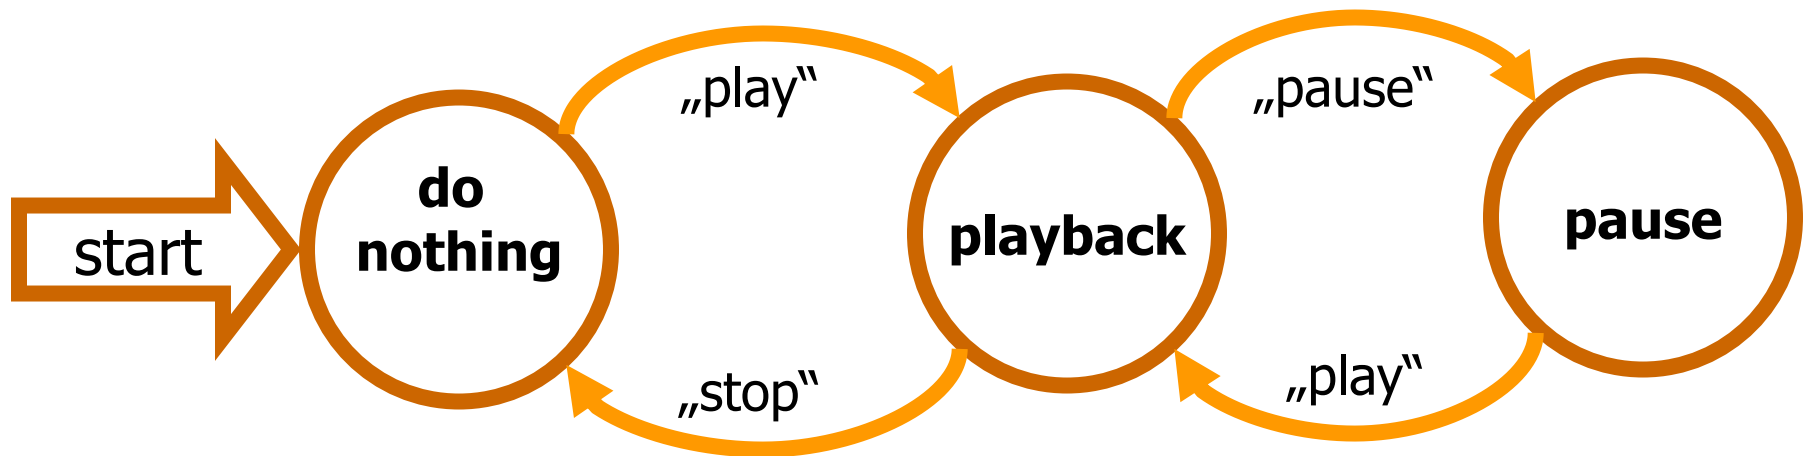 start
do
nothing
„play“
playback
„stop“
„pause“
pause
„play“